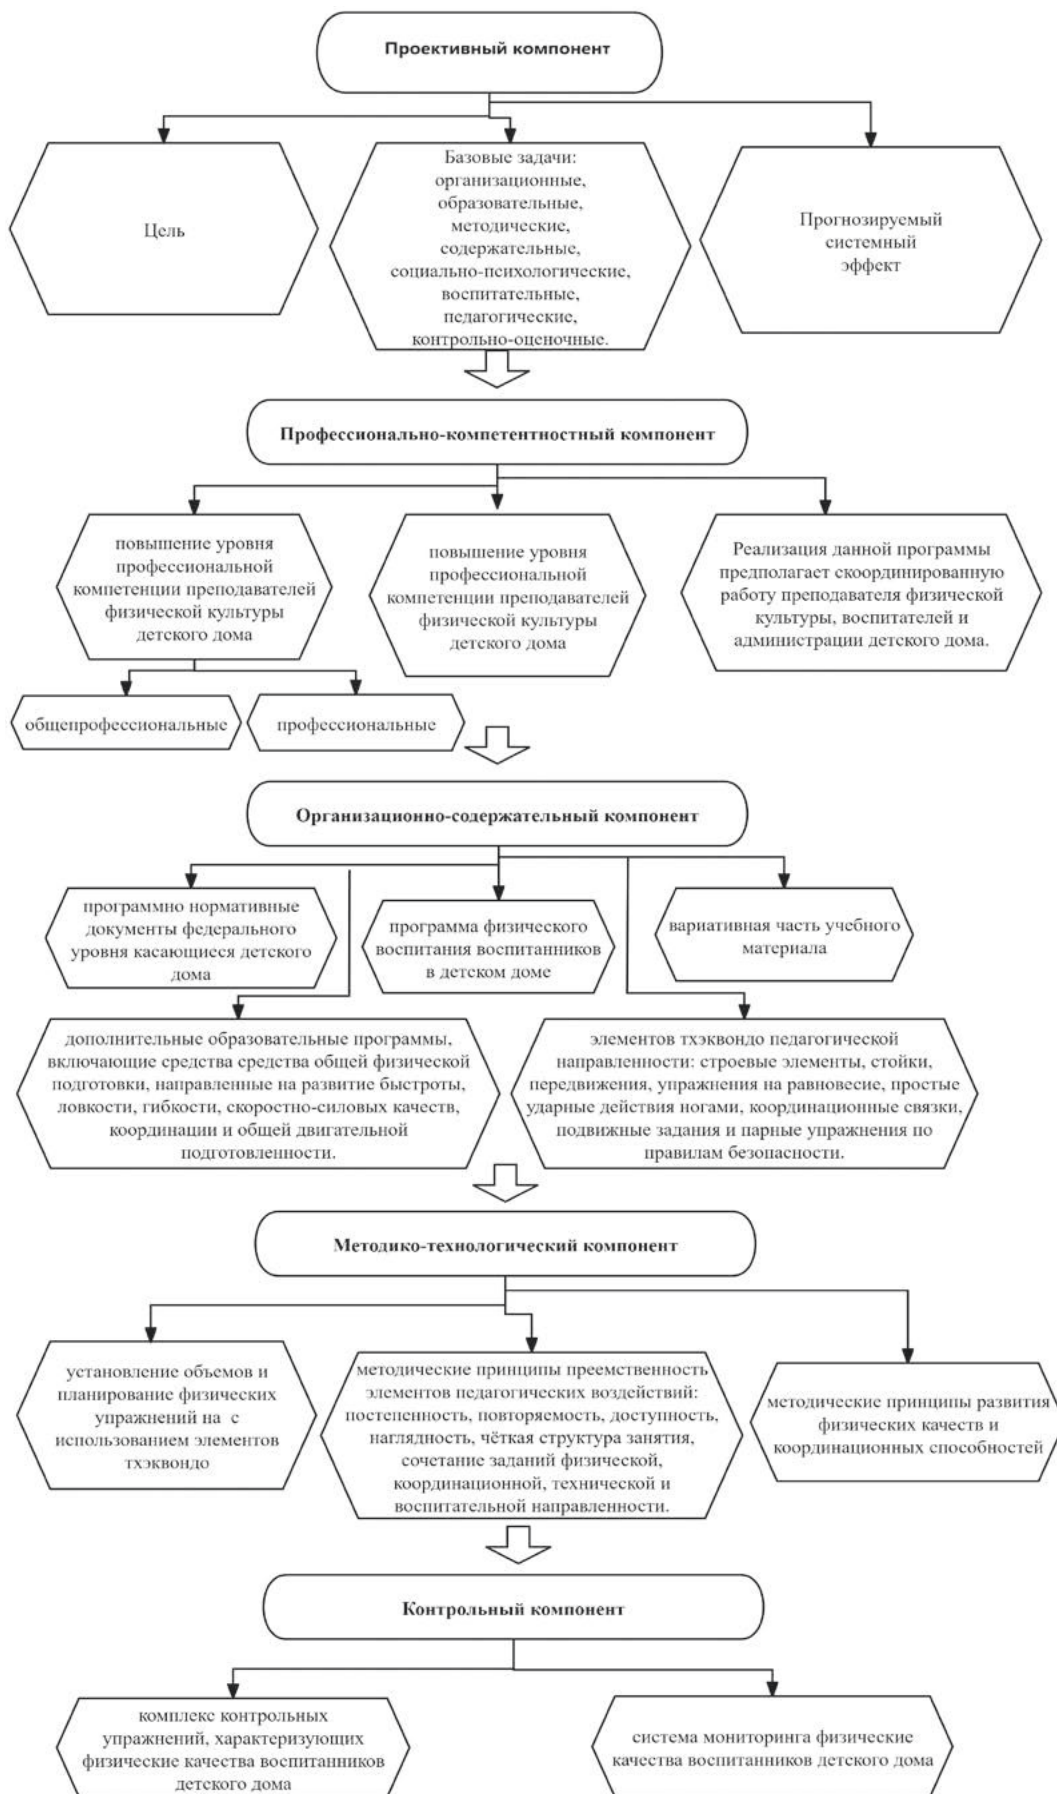 Проективный компонент
Цель
Базовые задачи:
организационные,
образовательные,
методические,
содержательные,
социально-психологические,
воспитательные,
педагогические,
контрольно-оценочные.
Прогнозируемый
системный
эффект
Профессионально-компетентностный компонент
повышение уровня
профессиональной
компетенции преподавателей
физической культуры
детского дома
повышение уровня
профессиональной
компетенции преподавателей
физической культуры
детского дома
Реализация данной программы
предполагает скоординированную
работу преподавателя физической
культуры, воспитателей и
администрации детского дома.
общепрофессиональные
профессиональные
Организационно-содержательный компонент
программно нормативные
документы федерального
уровня касающиеся детского
дома
программа физического
воспитания воспитанников
в детском доме
вариативная часть учебного
материала
дополнительные образовательные программы,
включающие средства средства общей физической
подготовки, направленные на развитие быстроты,
ловкости, гибкости, скоростно-силовых качеств,
координации и общей двигательной
подготовленности.
элементов тхэквондо педагогической
направленности: строевые элементы, стойки,
передвижения, упражнения на равновесие, простые
ударные действия ногами, координационные связки,
подвижные задания и парные упражнения по
правилам безопасности.
Методико-технологический компонент
установление объемов и
планирование физических
упражнений на с
использованием элементов
тхэквондо
методические принципы преемственность
элементов педагогических воздействий:
постепенность, повторяемость, доступность,
наглядность, чёткая структура занятия,
сочетание заданий физической,
координационной, технической и
воспитательной направленности.
методические принципы развития
физических качеств и
координационных способностей
Контрольный компонент
комплекс контрольных
упражнений, характеризующих
физические качества воспитанников
детского дома
система мониторинга физические
качества воспитанников детского дома